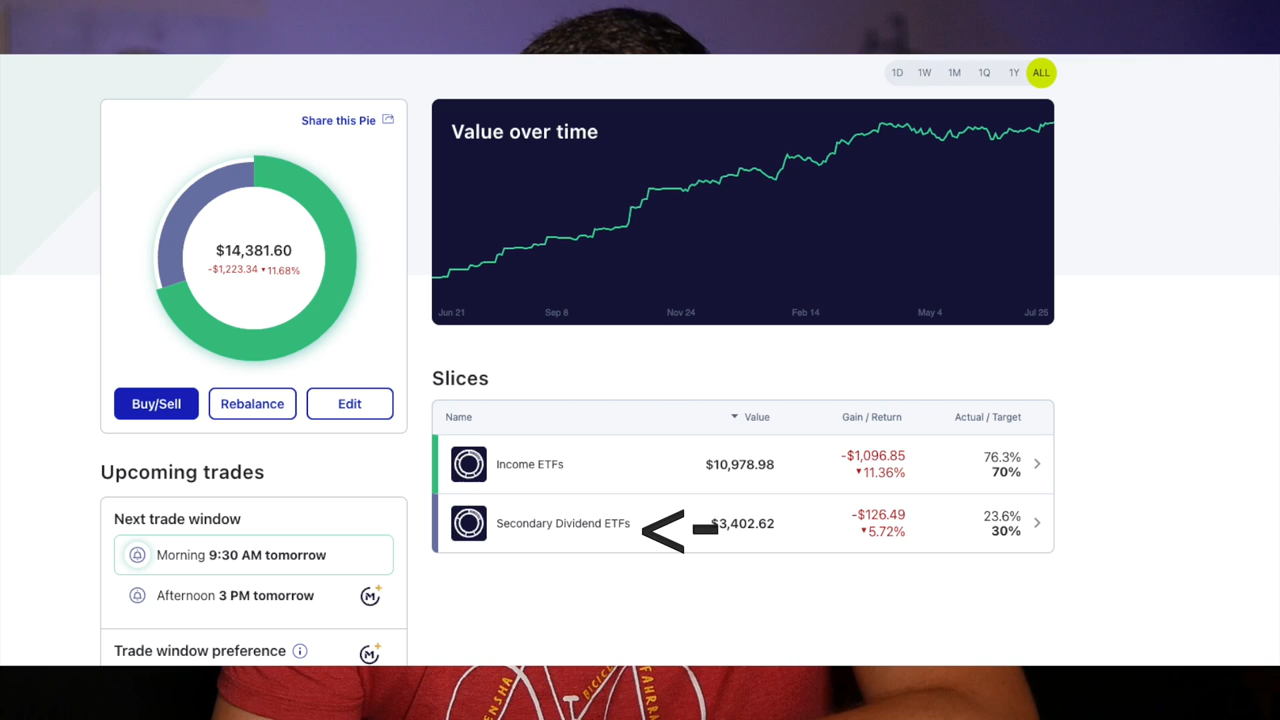 1D 1W 1M 1Q 1Y ALL
Share this Pie
$14,381.60
-$1,223.34 ▾ 11.68%
Buy/Sell Rebalance Edit
Value over time
Jun 21 Sep 8 Nov 24 Feb 14 May 4 Jul 25
Slices
Name ▾ Value Gain / Return Actual / Target
Income ETFs $10,978.98 -$1,096.85 ▾11.36% 76.3% 70%
Secondary Dividend ETFs <- $3,402.62 -$126.49 ▾5.72% 23.6% 30%
Upcoming trades
Next trade window
Morning 9:30 AM tomorrow
Afternoon 3 PM tomorrow
Trade window preference
ENSHA
BICIC
FAHRRA